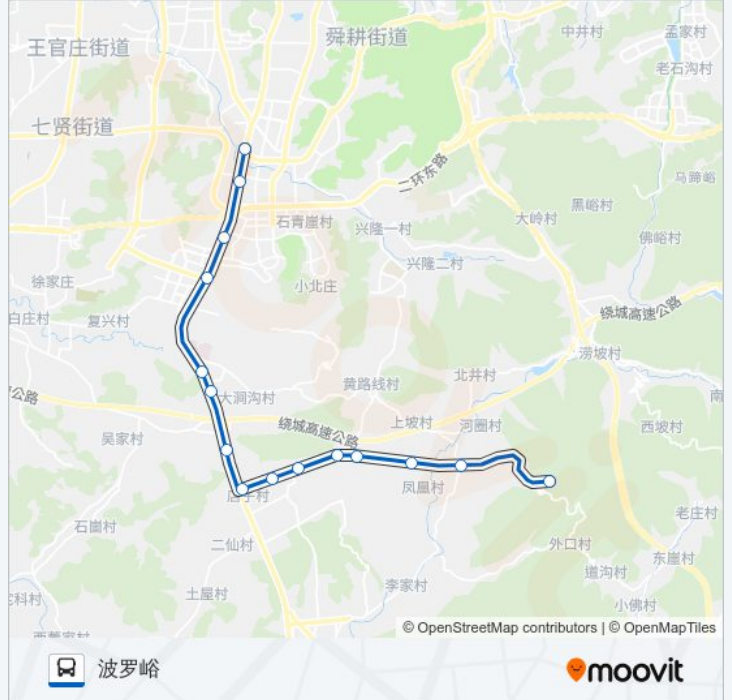 王官庄街道
舜耕街道
中井村
孟家村
老石沟村
七贤街道
二环东路
马蹄峪
黑峪村
大岭村
石青崖村
兴隆一村
佛峪村
兴隆二村
徐家庄
小北庄
绕城高速公路
白庄村
复兴村
涝坡村
北井村
黄路线村
公路
大涧沟村
南
上坡村
河圈村
绕城高速公路
西坡村
吴家村
凤凰村
石崮村
老庄村
二仙村
外口村
东崖村
道沟村
李家村
土屋村
小佛村
© OpenStreetMap contributors | © OpenMapTiles
波罗峪
moovit